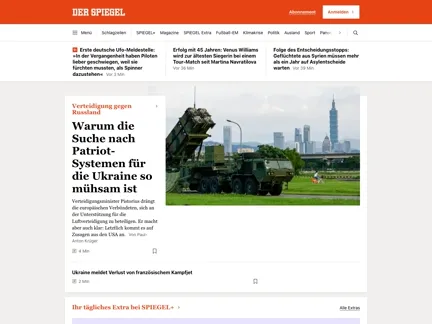 DER SPIEGEL
Abonnement
Anmelden
Menü
Schlagzeilen
SPIEGEL+
Magazine
SPIEGEL Extra
Fußball-EM
Klimakrise
Politik
Ausland
Sport
Erste deutsche Ufo-Meldestelle:
»In der Vergangenheit haben Piloten
lieber geschwiegen, weil sie
fürchten mussten, als Spinner
dazustehen« Vor 2 Min
Erfolg mit 45 Jahren: Venus Williams
wird zur ältesten Siegerin bei einem
Tour-Match seit Martina Navratilova
Vor 36 Min
Folge des Entscheidungsstopps:
Geflüchtete aus Syrien müssen mehr
als ein Jahr auf Asylentscheide
warten Vor 39 Min
Verteidigung gegen
Russland
Warum die
Suche nach
Patriot-
Systemen für
die Ukraine so
mühsam ist
Verteidigungsminister Pistorius drängt
die europäischen Verbündeten, sich an
der Unterstützung für die
Luftverteidigung zu beteiligen. Er macht
aber auch klar: Letztlich kommt es auf
Zusagen aus den USA an. Von Paul-
Anton Krüger
4 Min
Ukraine meldet Verlust von französischem Kampfjet
2 Min
Ihr tägliches Extra bei SPIEGEL+
Alle Extras